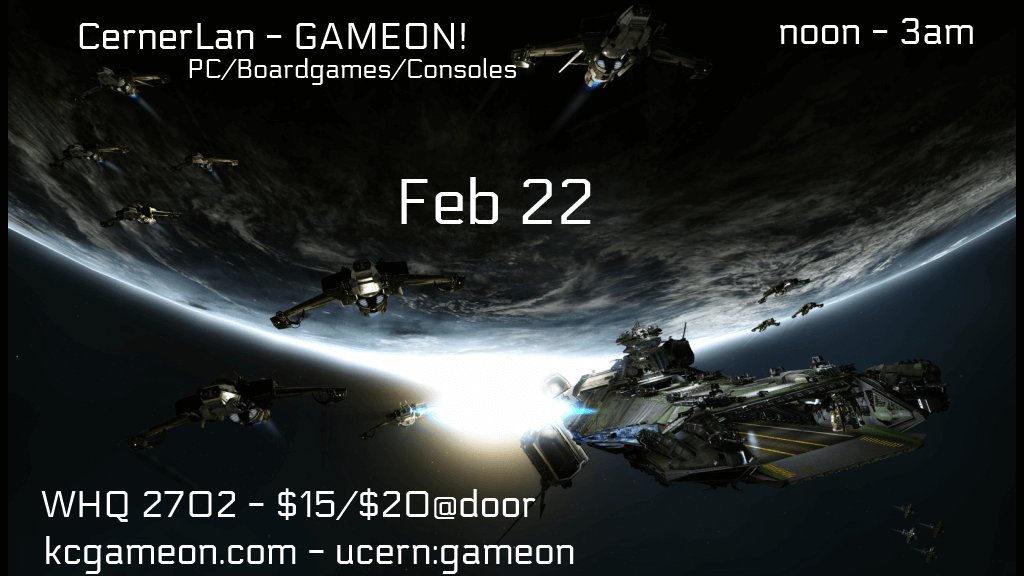 CernerLan - GAMEON!
noon - 3am
PC/Boardgames/Consoles
Feb 22
WHQ 2702 - $15/$20@door
kcgameon.com - ucern:gameon